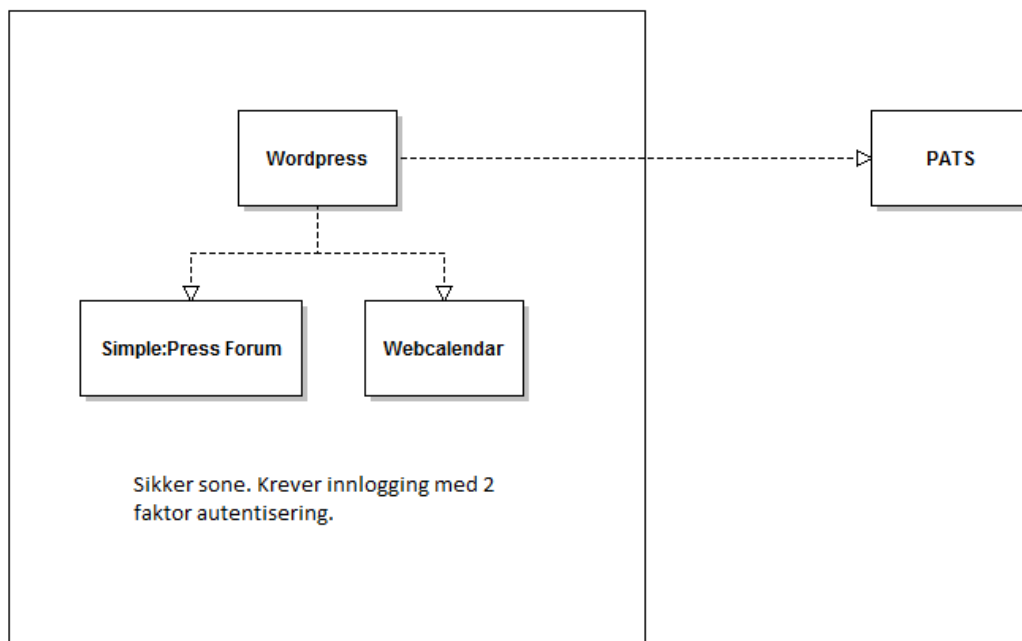 Wordpress
PATS
Simple:Press Forum
Webcalendar
Sikker sone. Krever innlogging med 2
faktor autentisering.